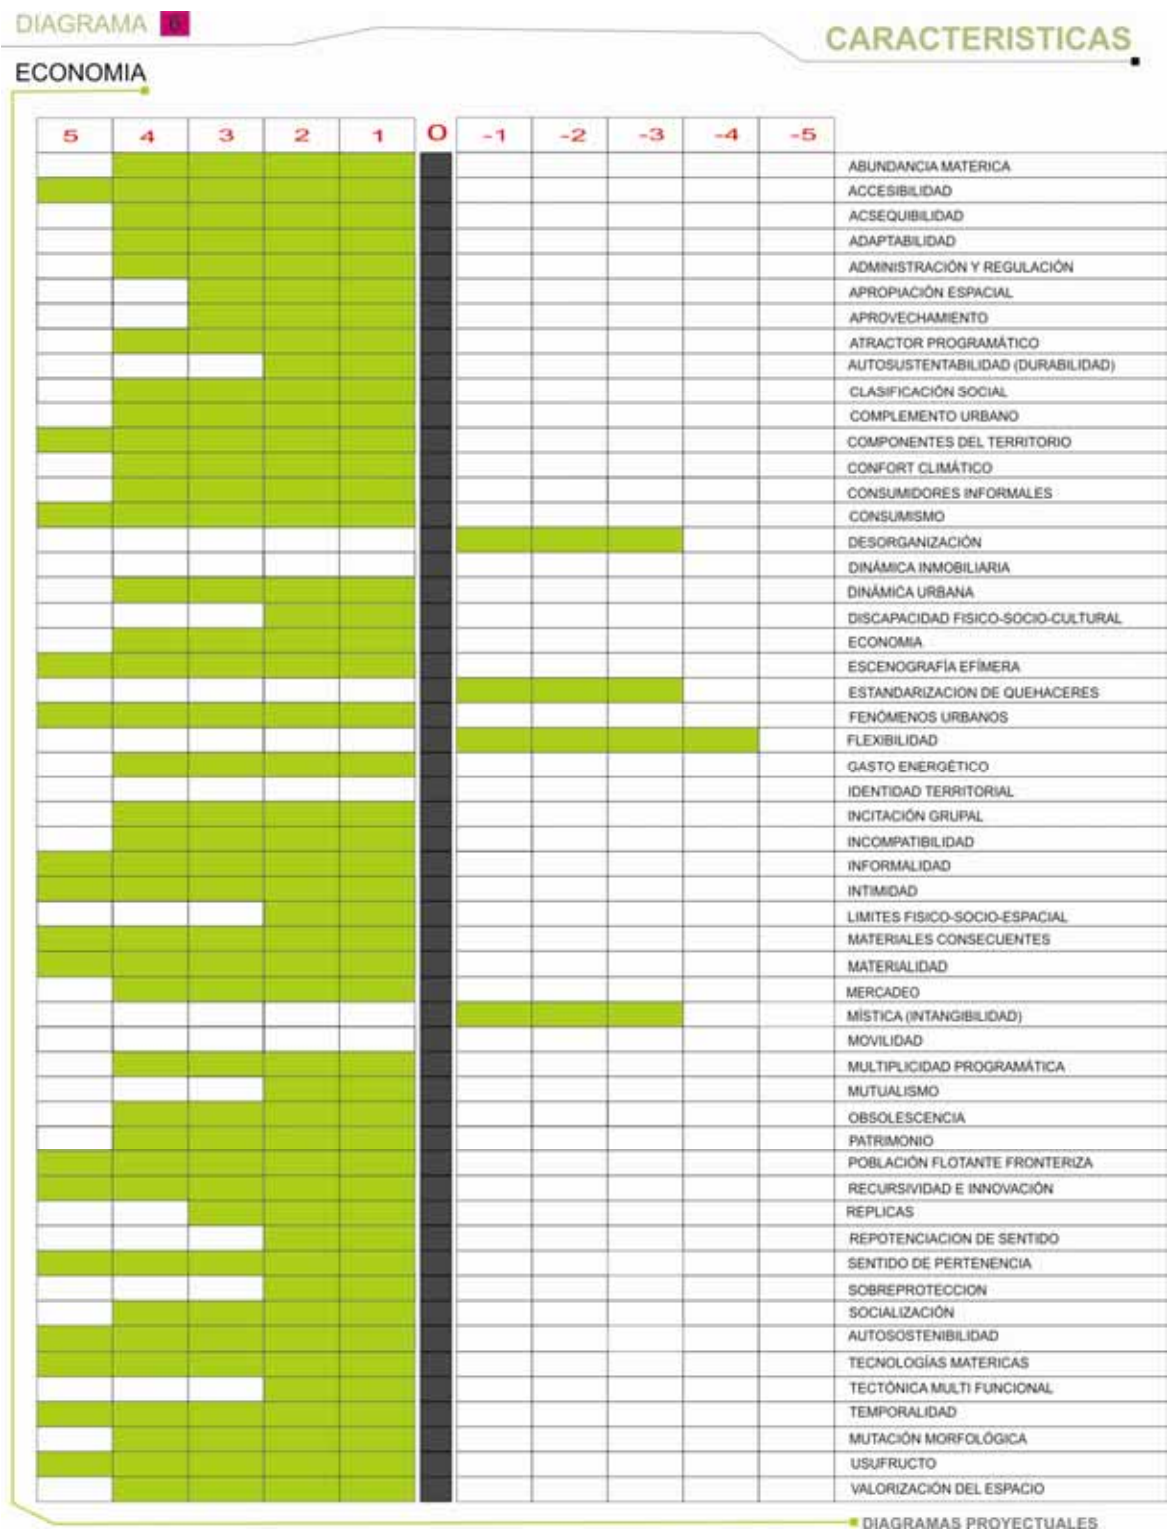 DIAGRAMA 6
CARACTERISTICAS
ECONOMIA
5 4 3 2 1 0 -1 -2 -3 -4 -5
ABUNDANCIA MATERICA
ACCESIBILIDAD
ACSEQUIBILIDAD
ADAPTABILIDAD
ADMINISTRACIÓN Y REGULACIÓN
APROPIACIÓN ESPACIAL
APROVECHAMIENTO
ATRACTOR PROGRAMÁTICO
AUTOSUSTENTABILIDAD (DURABILIDAD)
CLASIFICACIÓN SOCIAL
COMPLEMENTO URBANO
COMPONENTES DEL TERRITORIO
CONFORT CLIMÁTICO
CONSUMIDORES INFORMALES
CONSUMISMO
DESORGANIZACIÓN
DINÁMICA INMOBILIARIA
DINÁMICA URBANA
DISCAPACIDAD FISICO-SOCIO-CULTURAL
ECONOMIA
ESCENOGRAFÍA EFÍMERA
ESTANDARIZACION DE QUEHACERES
FENÓMENOS URBANOS
FLEXIBILIDAD
GASTO ENERGÉTICO
IDENTIDAD TERRITORIAL
INCITACIÓN GRUPAL
INCOMPATIBILIDAD
INFORMALIDAD
INTIMIDAD
LIMITES FISICO-SOCIO-ESPACIAL
MATERIALES CONSECUENTES
MATERIALIDAD
MERCADEO
MÍSTICA (INTANGIBILIDAD)
MOVILIDAD
MULTIPLICIDAD PROGRAMÁTICA
MUTUALISMO
OBSOLESCENCIA
PATRIMONIO
POBLACIÓN FLOTANTE FRONTERIZA
RECURSIVIDAD E INNOVACIÓN
REPLICAS
REPOTENCIACION DE SENTIDO
SENTIDO DE PERTENENCIA
SOBREPROTECCION
SOCIALIZACIÓN
AUTOSOSTENIBILIDAD
TECNOLOGÍAS MATERICAS
TECTÓNICA MULTI FUNCIONAL
TEMPORALIDAD
MUTACIÓN MORFOLÓGICA
USUFRUCTO
VALORIZACIÓN DEL ESPACIO
DIAGRAMAS PROYECTUALES